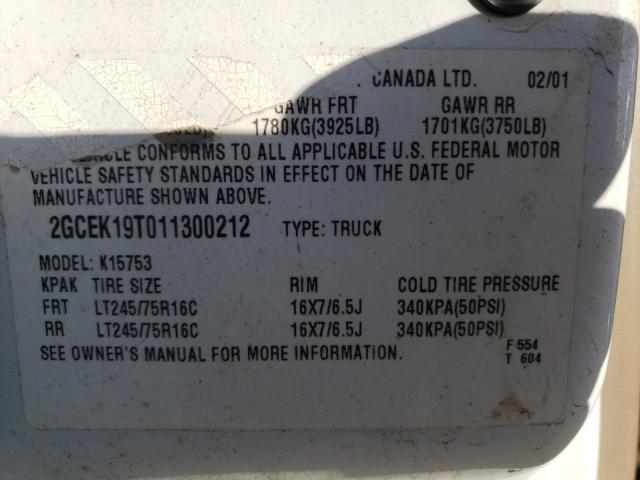 . CANADA LTD. 02/01
GAWR FRT GAWR RR
1780KG(3925LB) 1701KG(3750LB)
CONFORMS TO ALL APPLICABLE U.S. FEDERAL MOTOR
VEHICLE SAFETY STANDARDS IN EFFECT ON THE DATE OF
MANUFACTURE SHOWN ABOVE.
2GCEK19T011300212 TYPE: TRUCK
MODEL: K15753
KPAK TIRE SIZE RIM COLD TIRE PRESSURE
FRT LT245/75R16C 16X7/6.5J 340KPA(50PSI)
RR LT245/75R16C 16X7/6.5J 340KPA(50PSI)
SEE OWNER'S MANUAL FOR MORE INFORMATION.
F 554
T 604